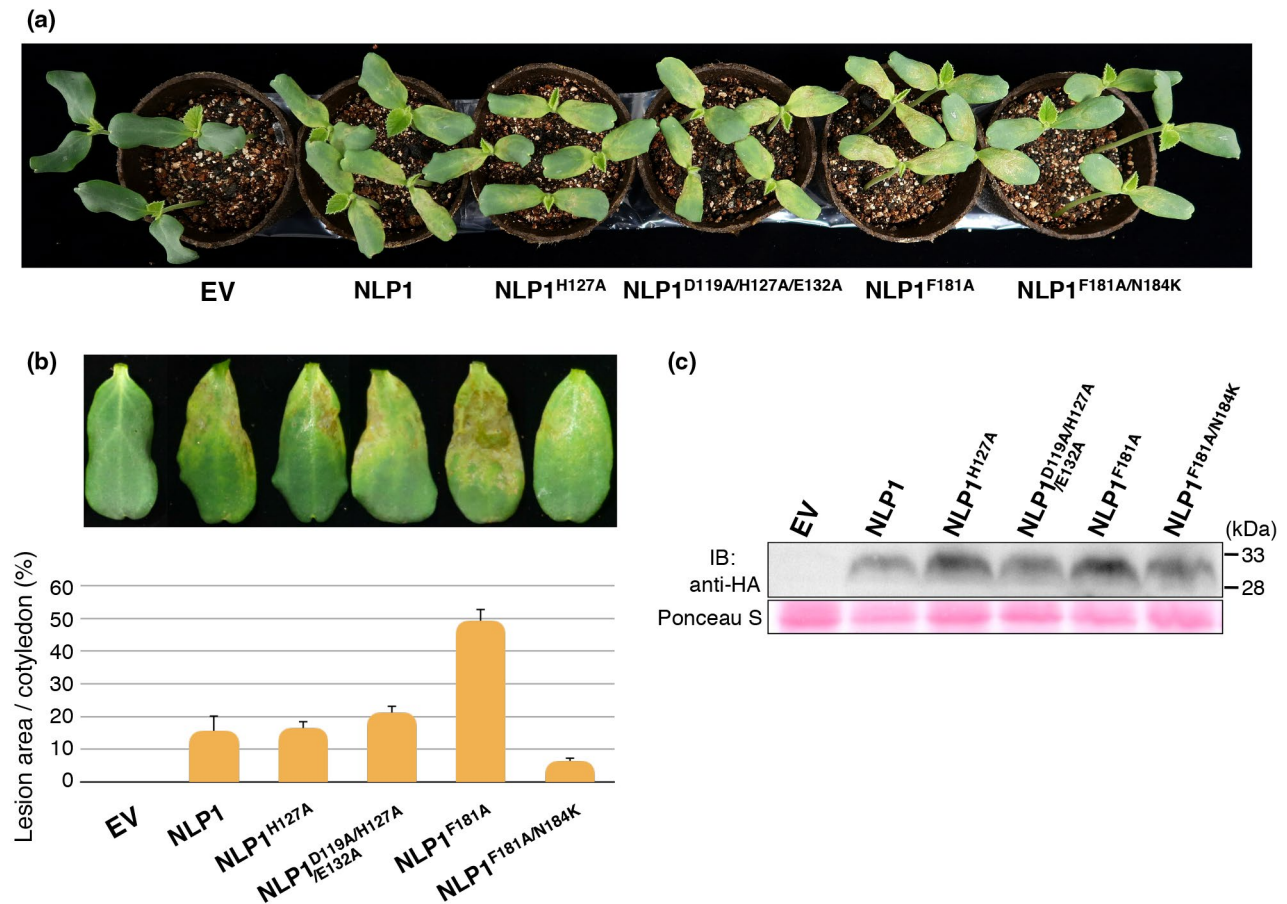 (a)
EV NLP1 NLP1H127A NLP1D119A/H127A/E132A NLP1F181A NLP1F181A/N184K
(b)
Lesion area / cotyledon (%)
60
50
40
30
20
10
0
EV
NLP1
NLP1H127A
NLP1D119A/H127A
/E132A
NLP1F181A
NLP1F181A/N184K
(c)
EV
NLP1
NLP1H127A
NLP1D119A/H127A
/E132A
NLP1F181A
NLP1F181A/N184K
(kDa)
IB:
anti-HA
33
28
Ponceau S